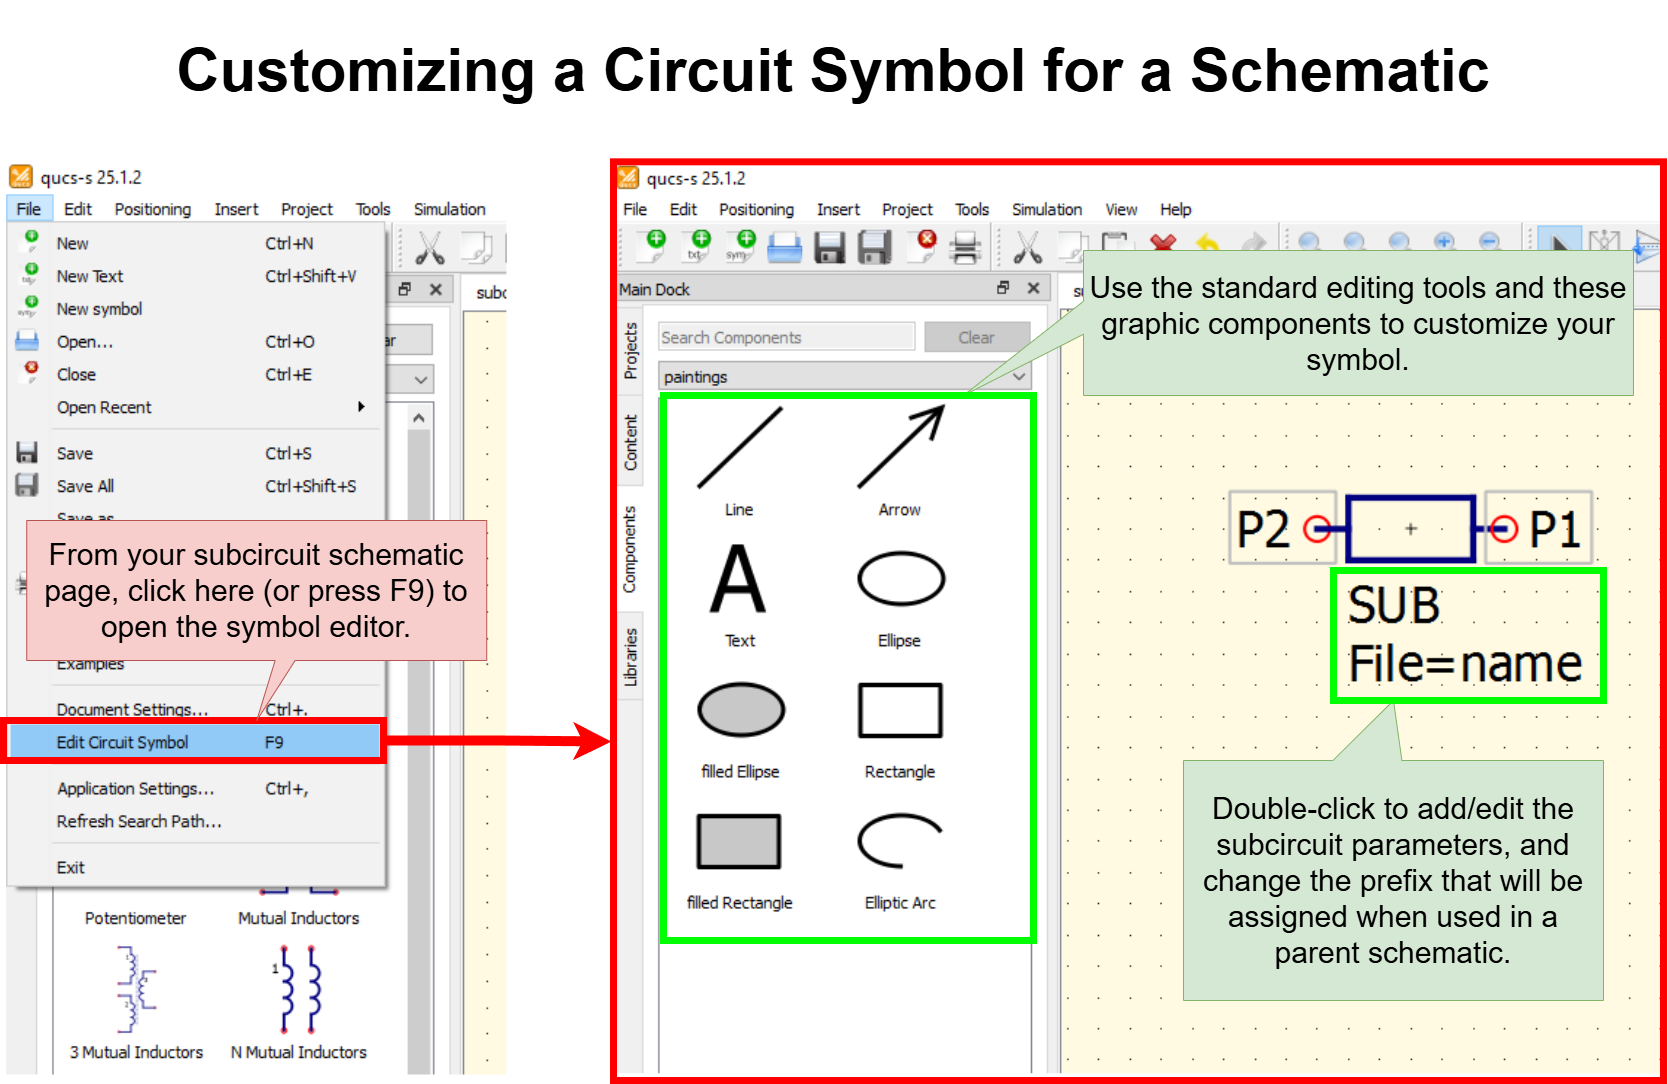 Customizing a Circuit Symbol for a Schematic
qucs-s 25.1.2
File Edit Positioning Insert Project Tools Simulation
New Ctrl+N
New Text Ctrl+Shift+V
New symbol
Open... Ctrl+O
Close Ctrl+E
Open Recent
Save Ctrl+S
Save All Ctrl+Shift+S
Save as
From your subcircuit schematic
page, click here (or press F9) to
open the symbol editor.
Examples
Document Settings... Ctrl+.
Edit Circuit Symbol F9
Application Settings... Ctrl+,
Refresh Search Path...
Exit
Potentiometer Mutual Inductors
1
3 Mutual Inductors N Mutual Inductors
qucs-s 25.1.2
File Edit Positioning Insert Project Tools Simulation View Help
txt sym
Main Dock
Projects
Content
Components
Libraries
Search Components Clear
paintings
Line Arrow
A
Text Ellipse
filled Ellipse Rectangle
filled Rectangle Elliptic Arc
Use the standard editing tools and these
graphic components to customize your
symbol.
P2 P1
SUB
File=name
Double-click to add/edit the
subcircuit parameters, and
change the prefix that will be
assigned when used in a
parent schematic.